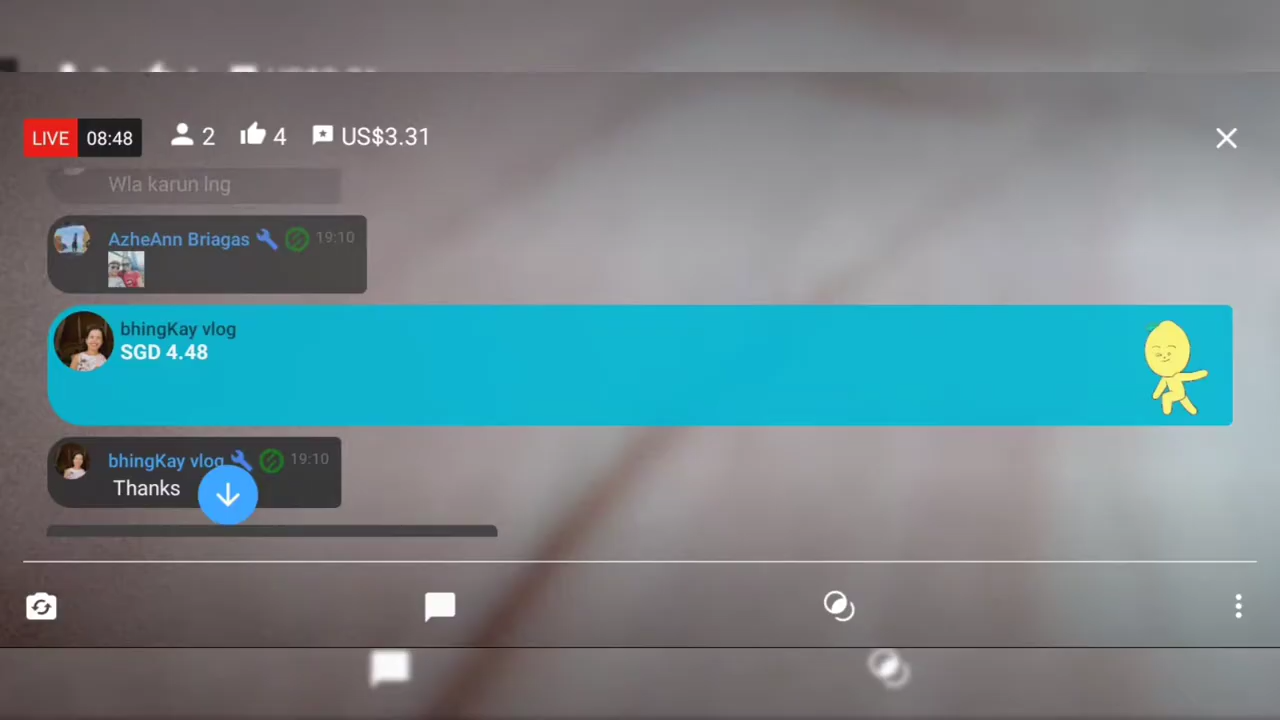 LIVE 08:48 2 4 US$3.31
Wla karun lng
AzheAnn Briagas 19:10
bhingKay vlog
SGD 4.48
bhingKay vlog 19:10
Thanks